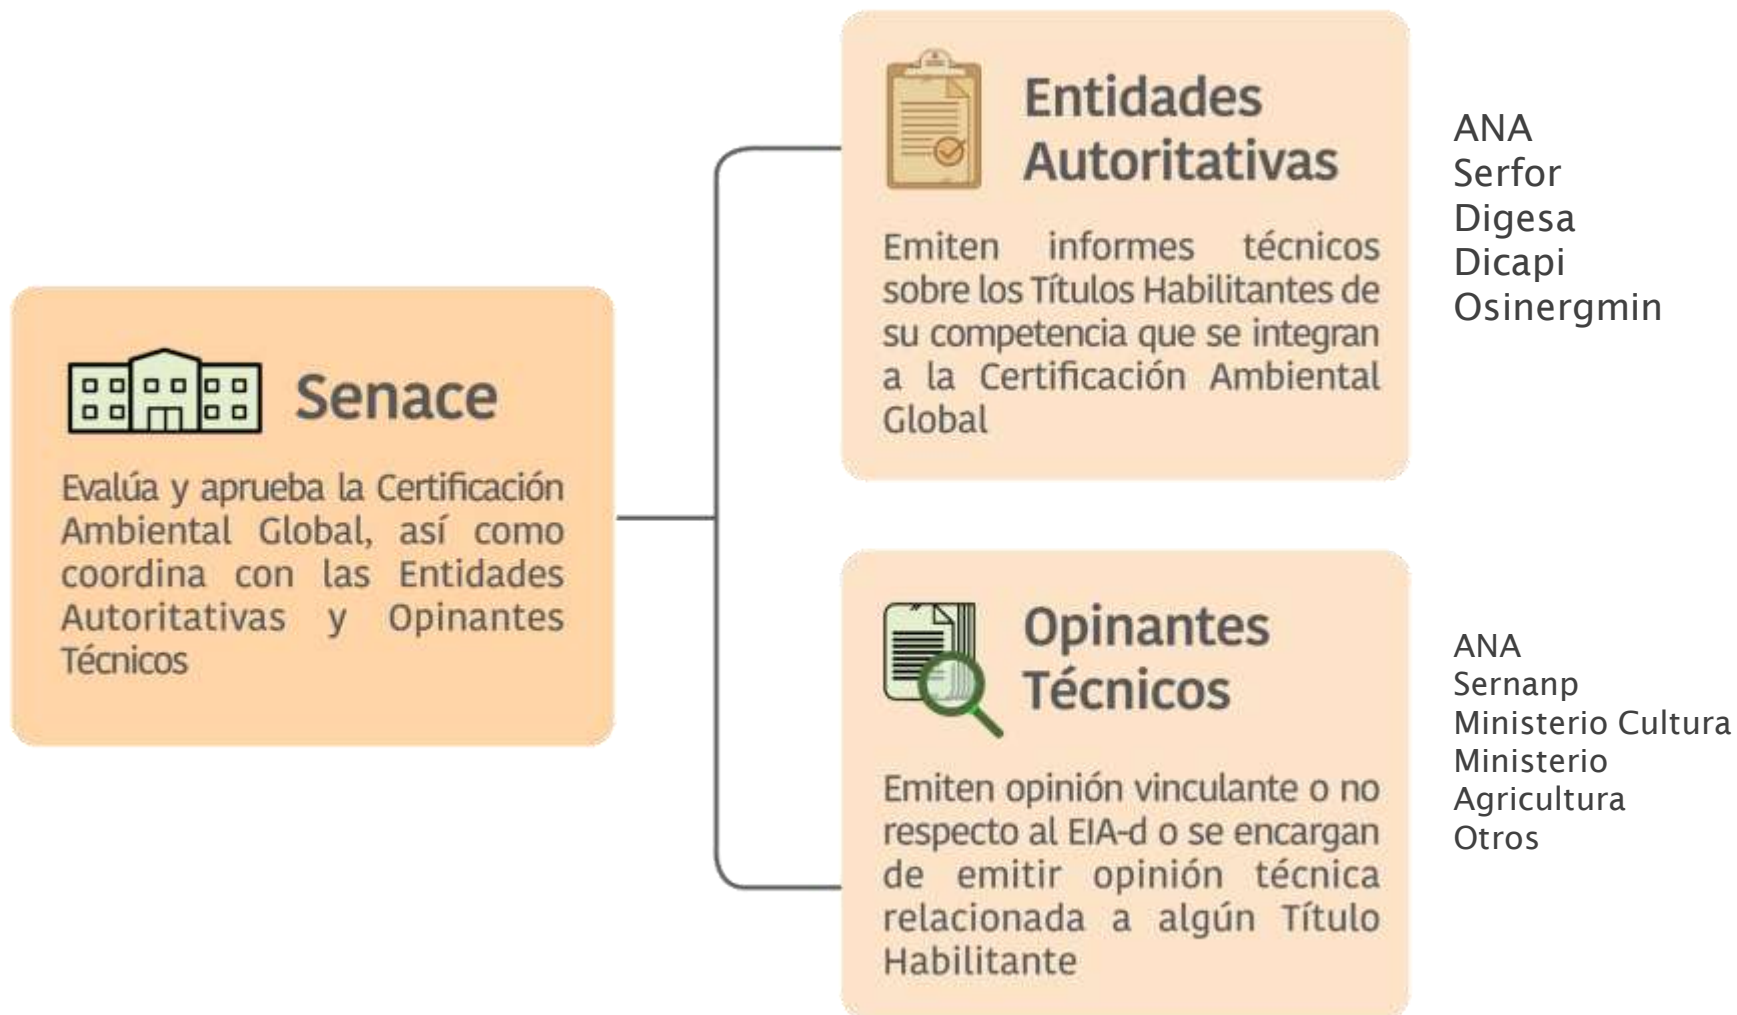 Senace
Evalúa y aprueba la Certificación
Ambiental Global, así como
coordina con las Entidades
Autoritativas y Opinantes
Técnicos
Entidades
Autoritativas
Emiten informes técnicos
sobre los Títulos Habilitantes de
su competencia que se integran
a la Certificación Ambiental
Global
ANA
Serfor
Digesa
Dicapi
Osinergmin
Opinantes
Técnicos
Emiten opinión vinculante o no
respecto al EIA-d o se encargan
de emitir opinión técnica
relacionada a algún Título
Habilitante
ANA
Sernanp
Ministerio Cultura
Ministerio
Agricultura
Otros